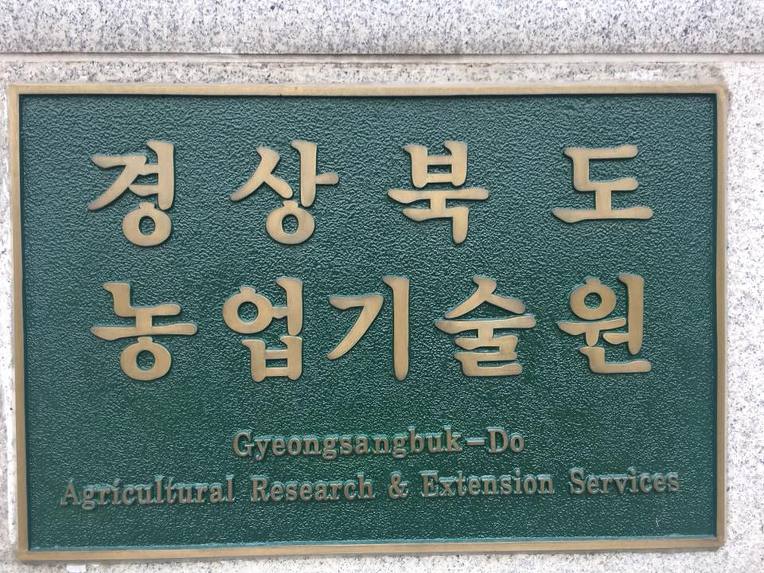 경상북도
농업기술원
Gyeongsangbuk-Do
Agricultural Research & Extension Services